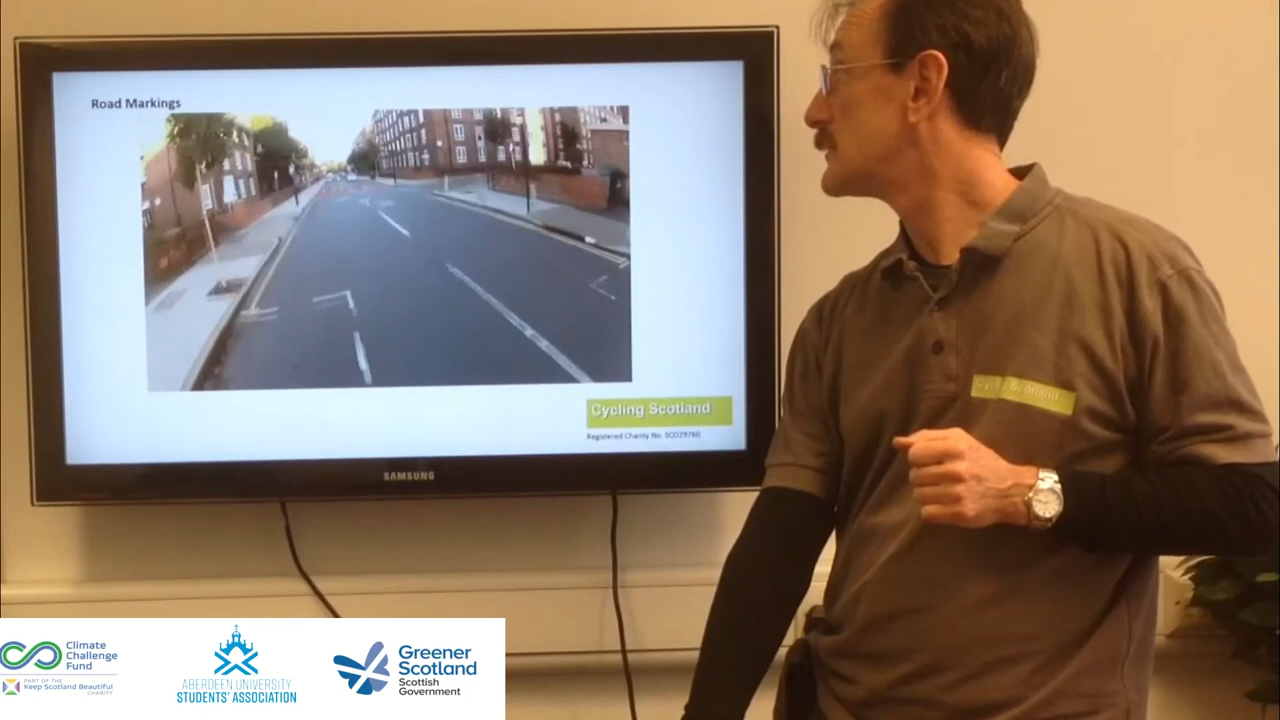 Road Markings
Cycling Scotland
Registered Charity No. SC029760
SAMSUNG
Cycling Scotland
Climate
Challenge
Fund
PART OF THE
Keep Scotland Beautiful
CHARITY
ABERDEEN UNIVERSITY
STUDENTS' ASSOCIATION
Greener
Scotland
Scottish
Government